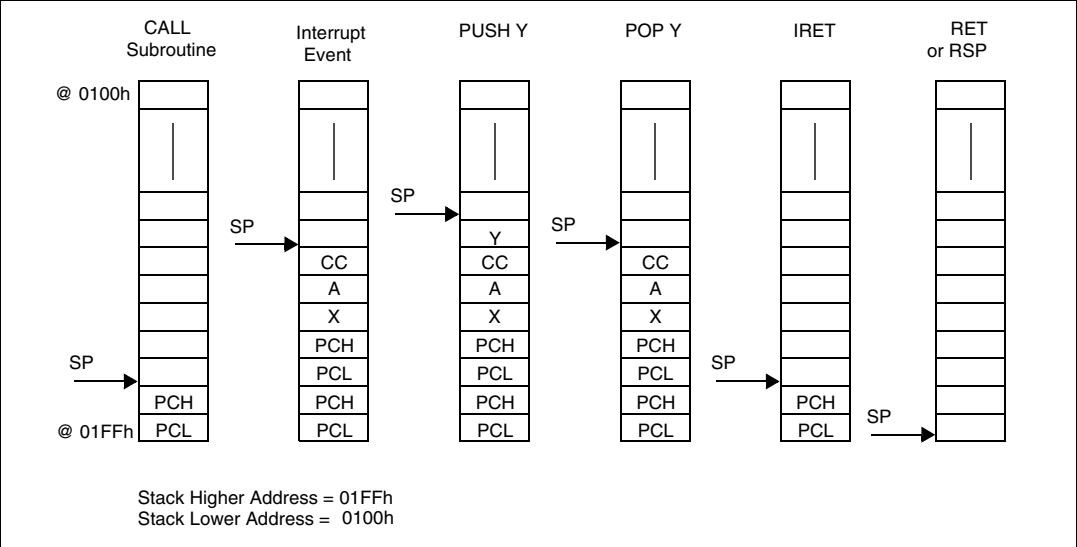 CALL
Subroutine
Interrupt
Event
PUSH Y
POP Y
IRET
RET
or RSP
@ 0100h
SP
SP
Y
SP
CC
CC
CC
A
A
A
X
X
X
SP
PCH
PCH
PCH
PCL
PCL
PCL
SP
PCH
PCH
PCH
PCH
PCH
SP
@ 01FFh
PCL
PCL
PCL
PCL
PCL
Stack Higher Address = 01FFh
Stack Lower Address = 0100h